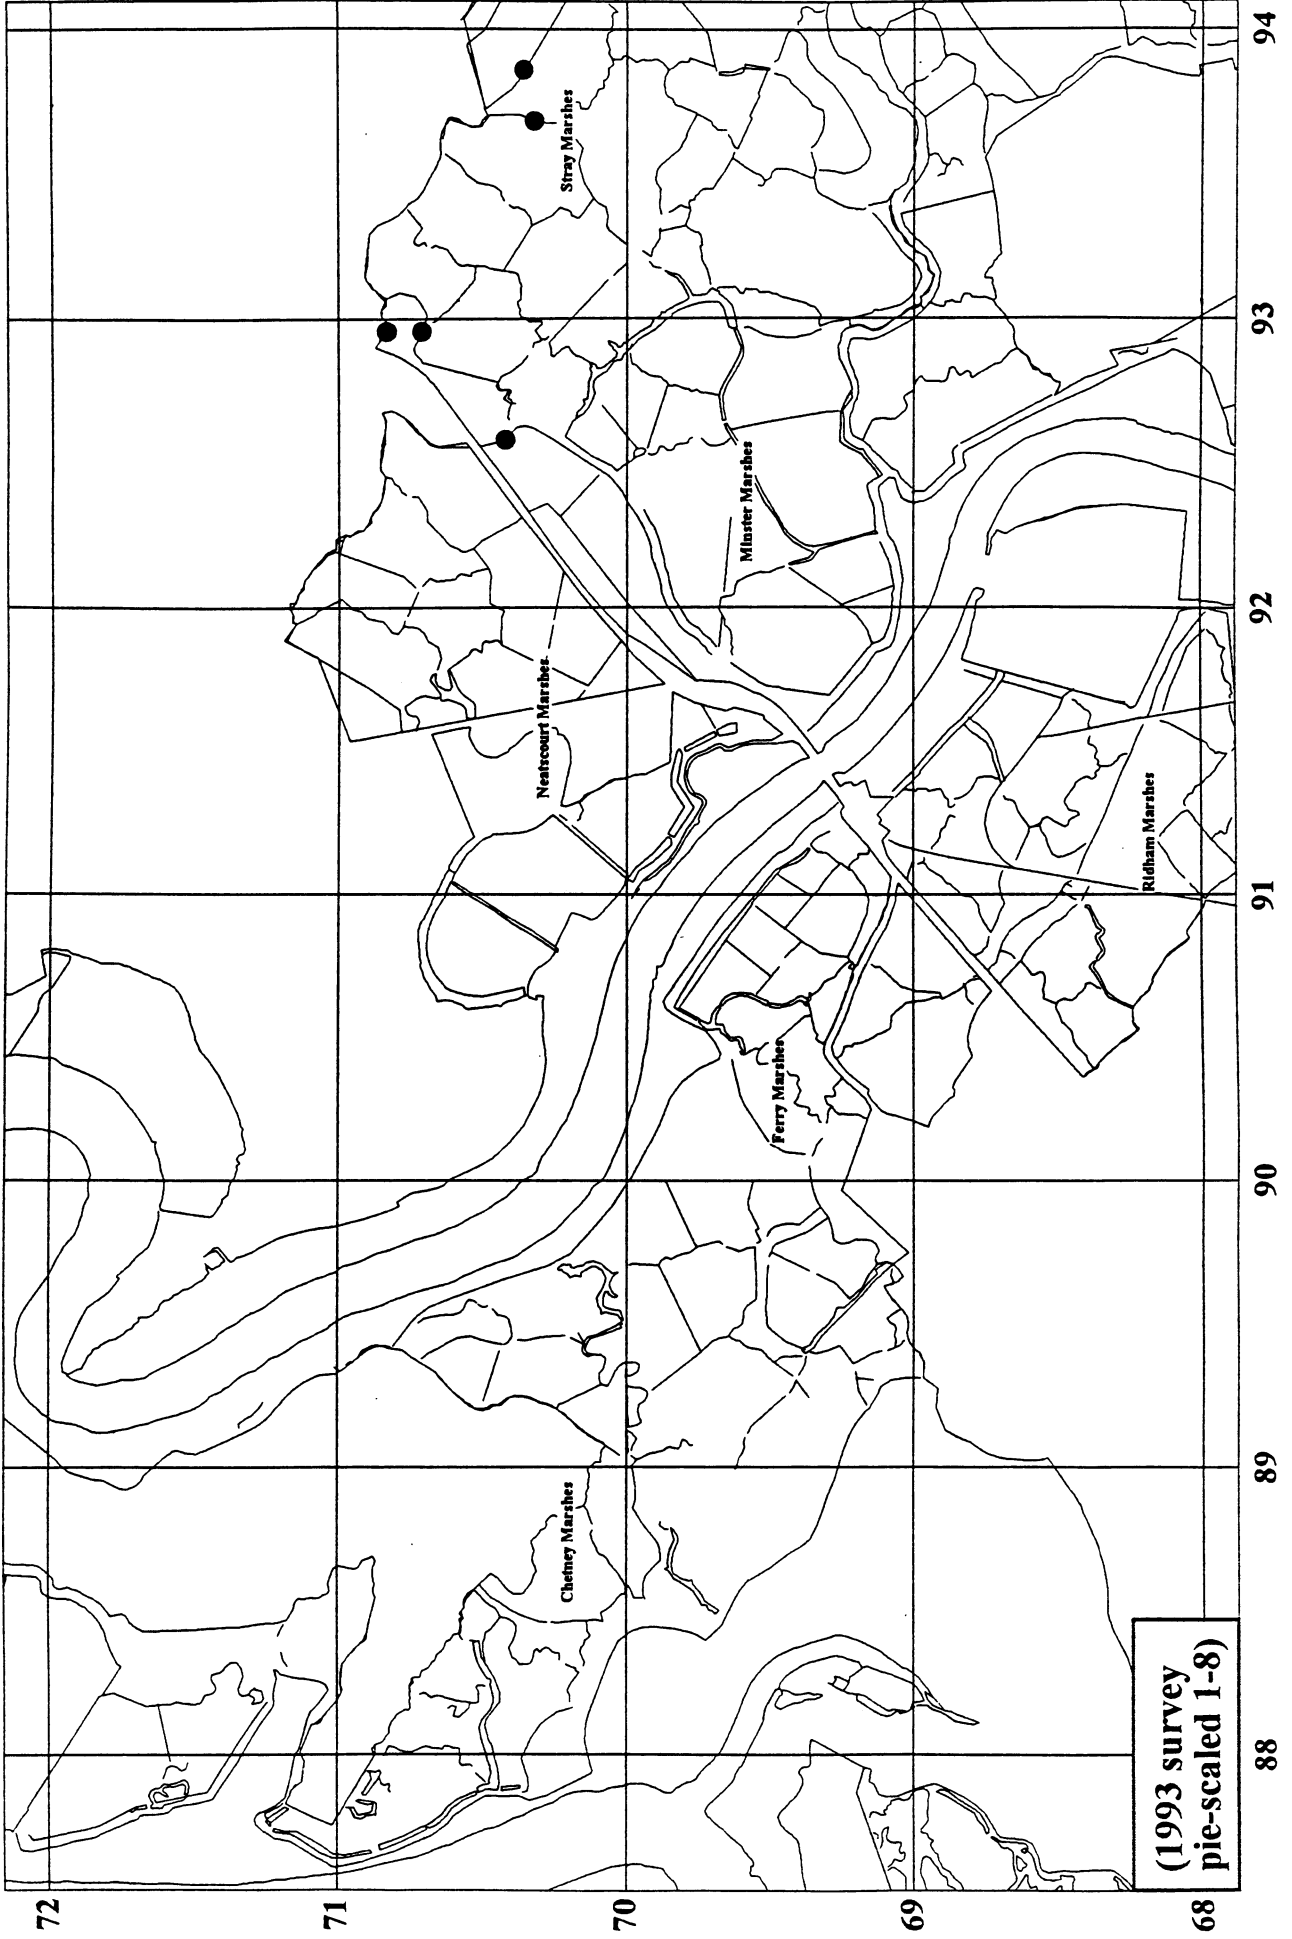 72
71
70
69
68
88
89
90
91
92
93
94
Chetney Marshes
Ferry Marshes
Neatscourt Marshes
Minster Marshes
Stray Marshes
Ridham Marshes
(1993 survey
pie-scaled 1-8)